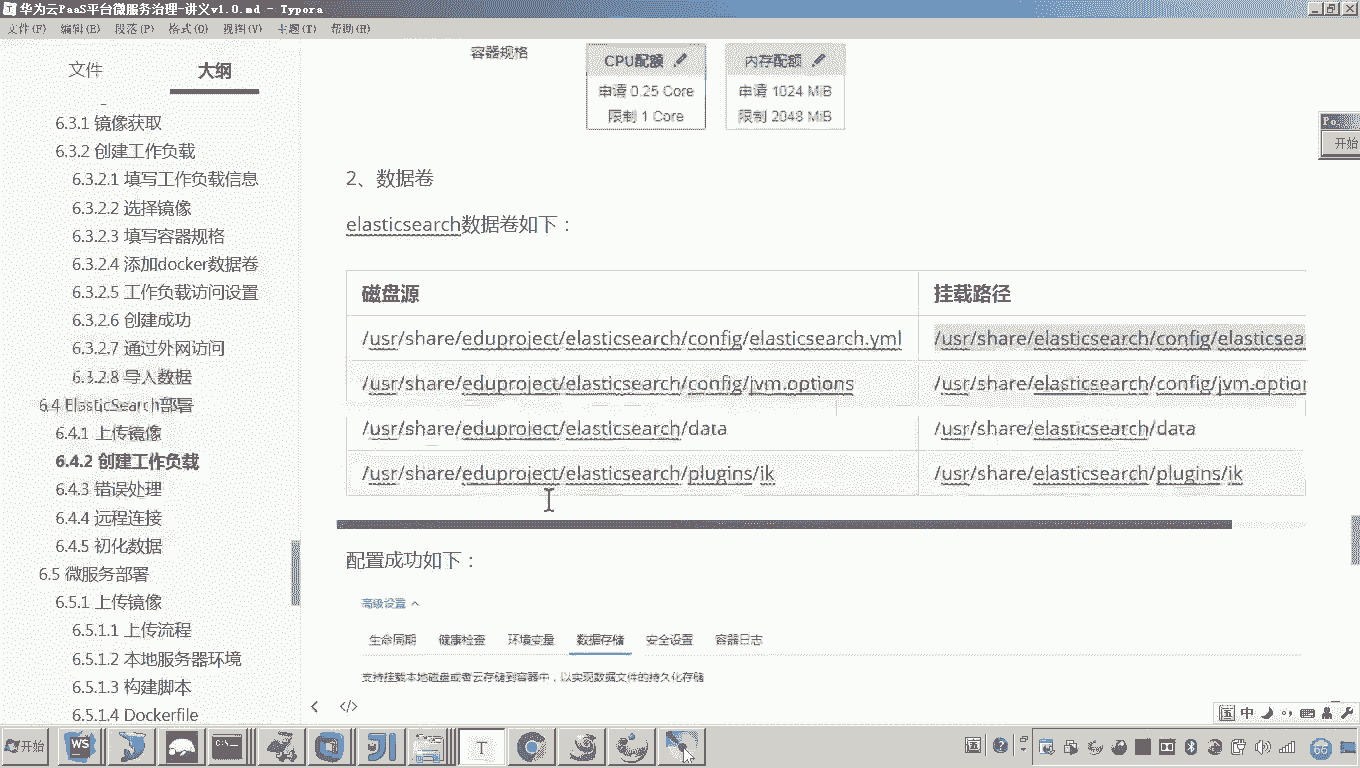 华为云PaaS平台微服务治理-讲义v1.0.md - Typora
文件(F) 编辑(E) 段落(P) 格式(O) 视图(V) 主题(T) 帮助(H)
文件 大纲
6.3.1 镜像获取
6.3.2 创建工作负载
6.3.2.1 填写工作负载信息
6.3.2.2 选择镜像
6.3.2.3 填写容器规格
6.3.2.4 添加docker数据卷
6.3.2.5 工作负载访问设置
6.3.2.6 创建成功
6.3.2.7 通过外网访问
6.3.2.8 导入数据
6.4 ElasticSearch部署
6.4.1 上传镜像
6.4.2 创建工作负载
6.4.3 错误处理
6.4.4 远程连接
6.4.5 初化数据
6.5 微服务部署
6.5.1 上传镜像
6.5.1.1 上传流程
6.5.1.2 本地服务器环境
6.5.1.3 构建脚本
6.5.1.4 Dockerfile
容器规格
CPU配额
申请 0.25 Core
限制 1 Core
内存配额
申请 1024 MiB
限制 2048 MiB
2、数据卷
elasticsearch数据卷如下：
磁盘源 挂载路径
/usr/share/eduproject/elasticsearch/config/elasticsearch.yml /usr/share/elasticsearch/config/elasticsea
/usr/share/eduproject/elasticsearch/config/jvm.options /usr/share/elasticsearch/config/jvm.option
/usr/share/eduproject/elasticsearch/data /usr/share/elasticsearch/data
/usr/share/eduproject/elasticsearch/plugins/ik /usr/share/elasticsearch/plugins/ik
配置成功如下：
高级设置
生命周期 健康检查 环境变量 数据存储 安全设置 容器日志
支持挂载本地磁盘或者云存储到容器中，以实现数据文件的持久化存储
</>
Po..
开始
国 中
开始
WS
T
国
66